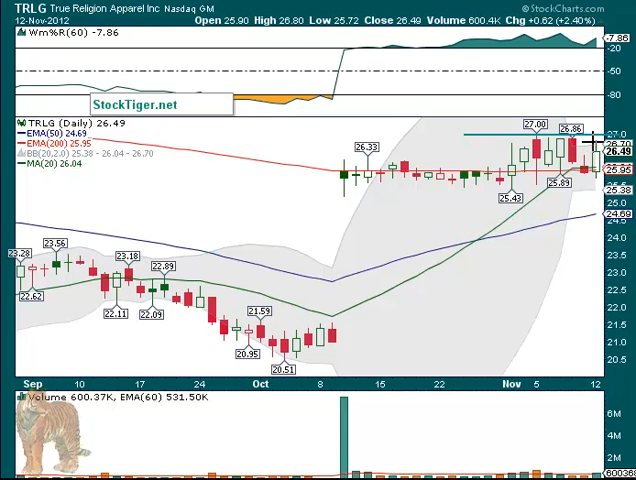 TRLG True Religion Apparel Inc Nasdaq GM
© StockCharts.com
12-Nov-2012 Open 25.90 High 26.80 Low 25.72 Close 26.49 Volume 600.4K Chg +0.62 (+2.40%)
Wm%R(60) -7.86
-7.86
-20
-50
-80
StockTiger.net
TRLG (Daily) 26.49
EMA(50) 24.69
EMA(200) 25.95
BB(20,2.0) 25.38 - 26.04 - 26.70
MA(20) 26.04
27.00
26.86
26.33
25.89
25.43
23.28
23.56
23.18
22.89
22.62
22.11
22.09
21.59
20.95
20.51
27.0
26.70
26.49
25.95
25.38
24.69
24.0
23.5
23.0
22.5
22.0
21.5
21.0
20.5
Sep 10 17 24 Oct 8 15 22 Nov 5 12
Volume 600.37K, EMA(60) 531.50K
6M
4M
2M
600368